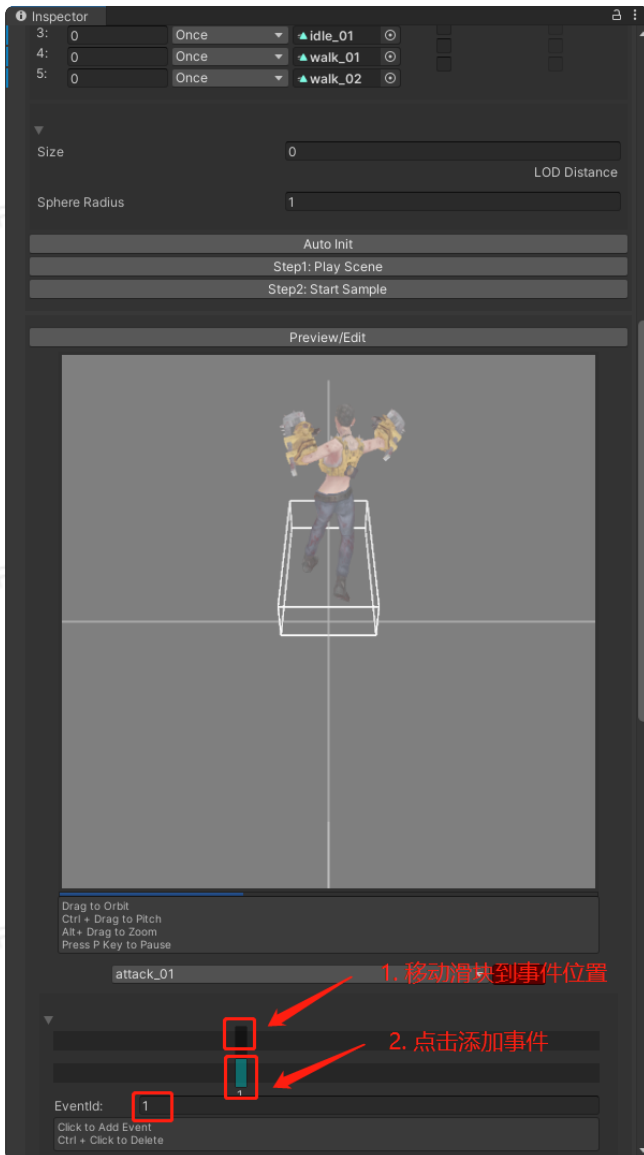 Inspector
3: 0 Once idle_01
4: 0 Once walk_01
5: 0 Once walk_02
Size 0
LOD Distance
Sphere Radius 1
Auto Init
Step1: Play Scene
Step2: Start Sample
Preview/Edit
Drag to Orbit
Ctrl + Drag to Pitch
Alt+ Drag to Zoom
Press P Key to Pause
attack_01
1. 移动滑块到事件位置
2. 点击添加事件
1
EventId: 1
Click to Add Event
Ctrl + Click to Delete